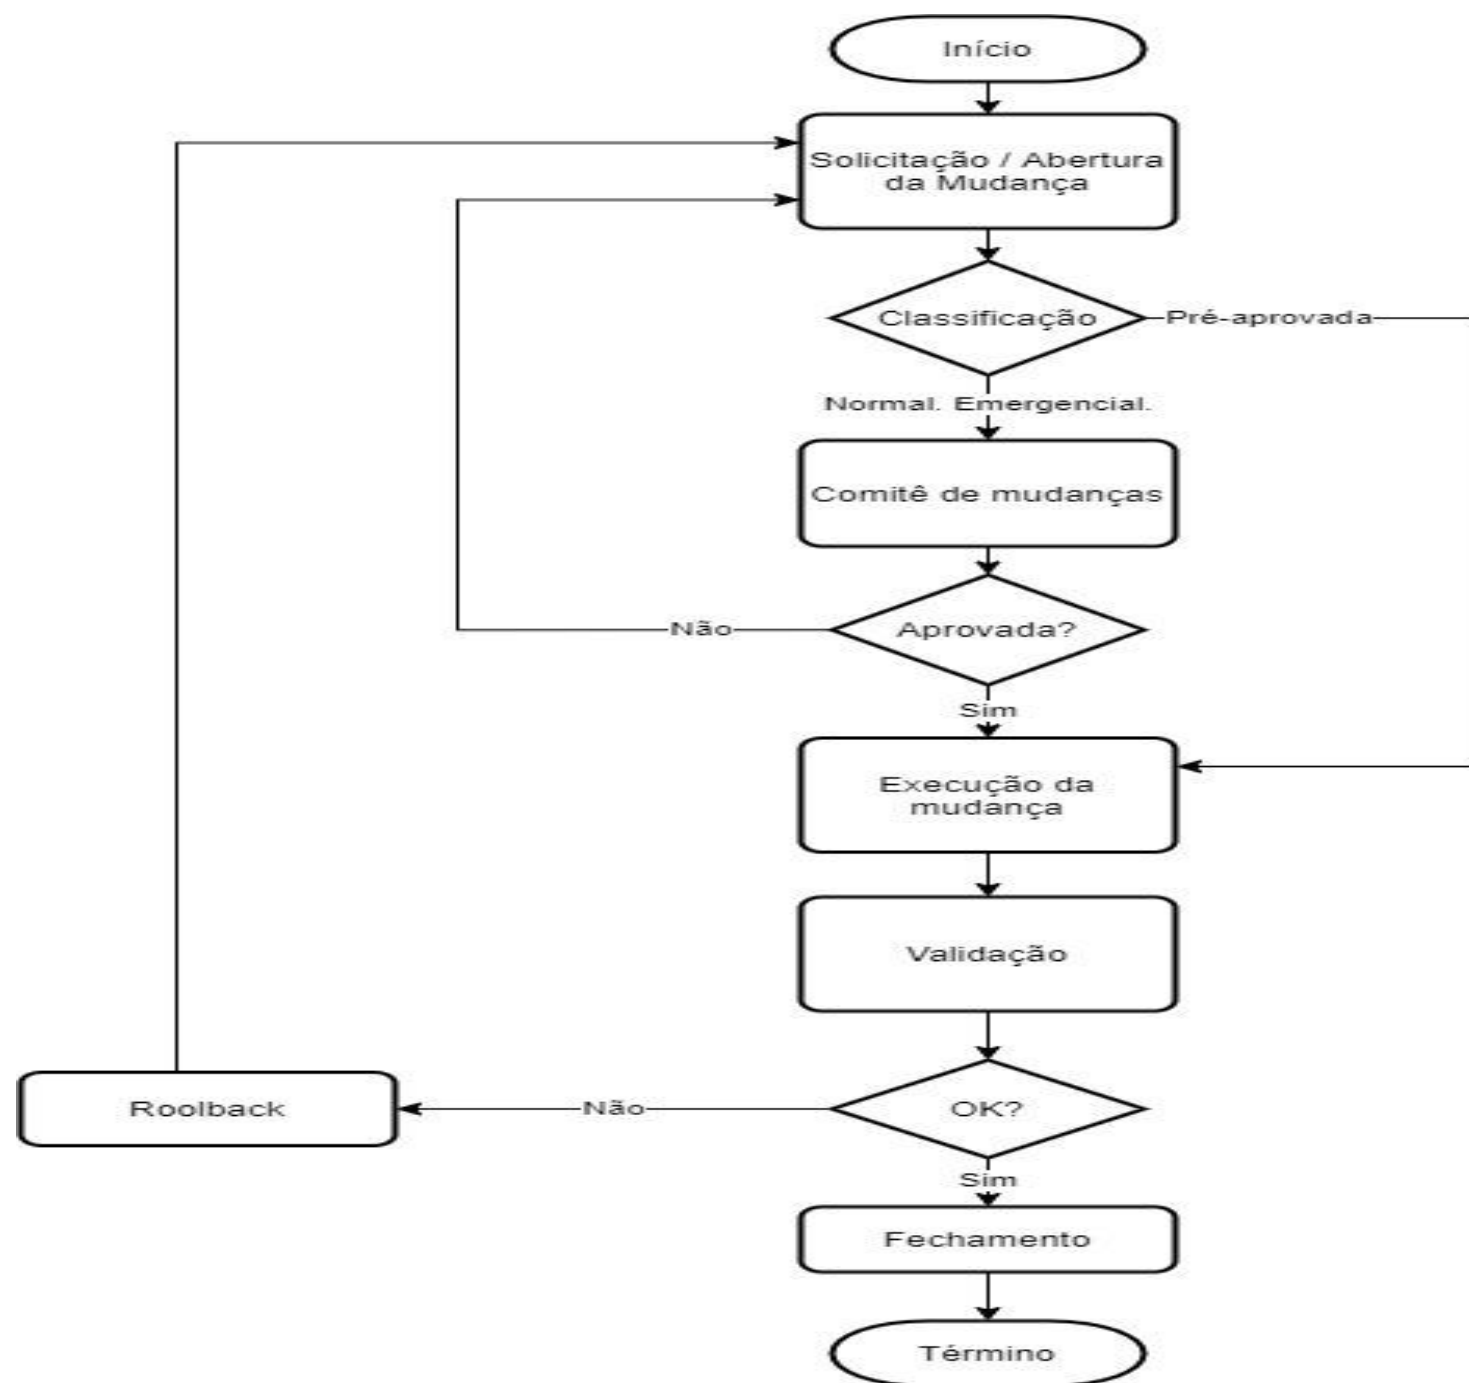 Início
Solicitação / Abertura
da Mudança
Classificação
Pré-aprovada
Normal. Emergencial.
Comitê de mudanças
Aprovada?
Não
Sim
Execução da
mudança
Validação
OK?
Não
Roolback
Sim
Fechamento
Término